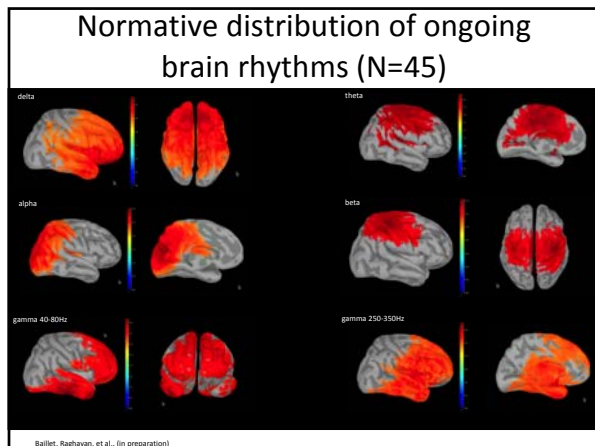 Normative distribution of ongoing
brain rhythms (N=45)
delta
theta
alpha
beta
gamma 40-80Hz
gamma 250-350Hz
Baillet, Raghavan, et al., (in preparation)